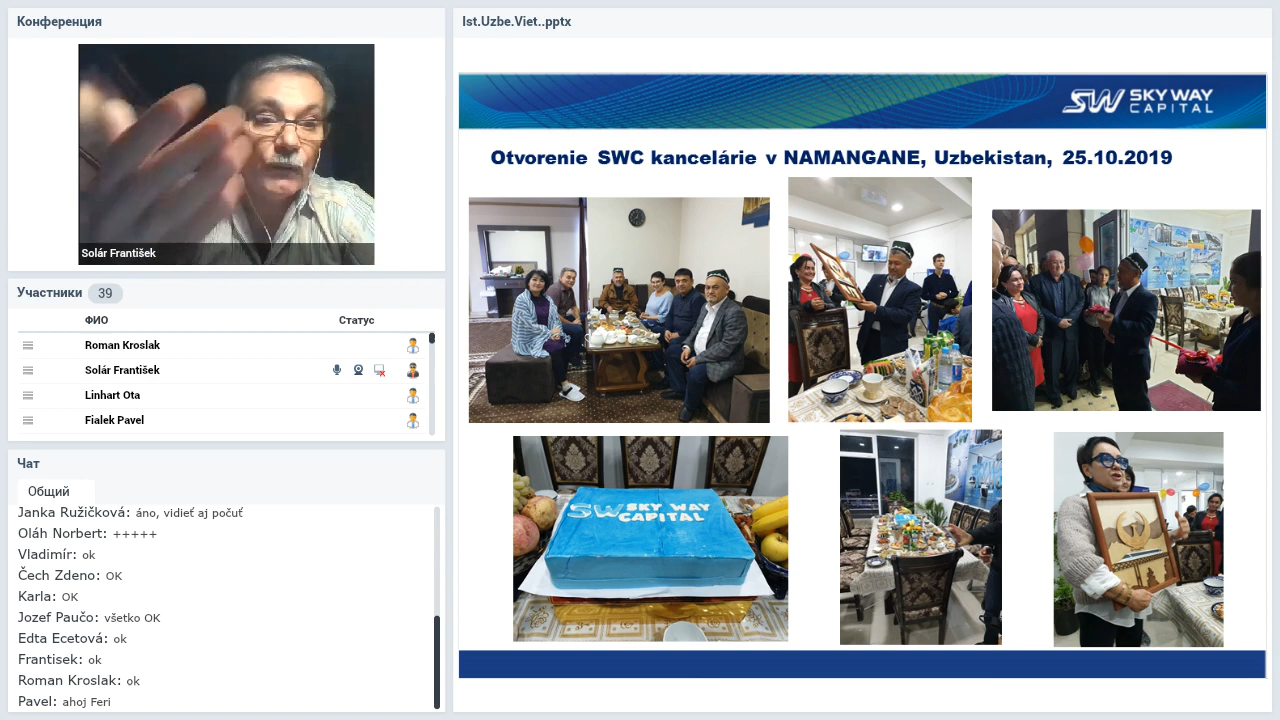 Конференция
Solár František
Участники 39
ФИО Статус
Roman Kroslak
Solár František
Linhart Ota
Fialek Pavel
Чат
Общий
Janka Ružičková: áno, vidieť aj počuť
Oláh Norbert: +++++
Vladimír: ok
Čech Zdeno: OK
Karla: OK
Jozef Paučo: všetko OK
Edta Ecetová: ok
Frantisek: ok
Roman Kroslak: ok
Pavel: ahoj Feri
Ist.Uzbe.Viet..pptx
SW SKY WAY
CAPITAL
Otvorenie SWC kancelárie v NAMANGANE, Uzbekistan, 25.10.2019
SW SKY WAY
CAPITAL